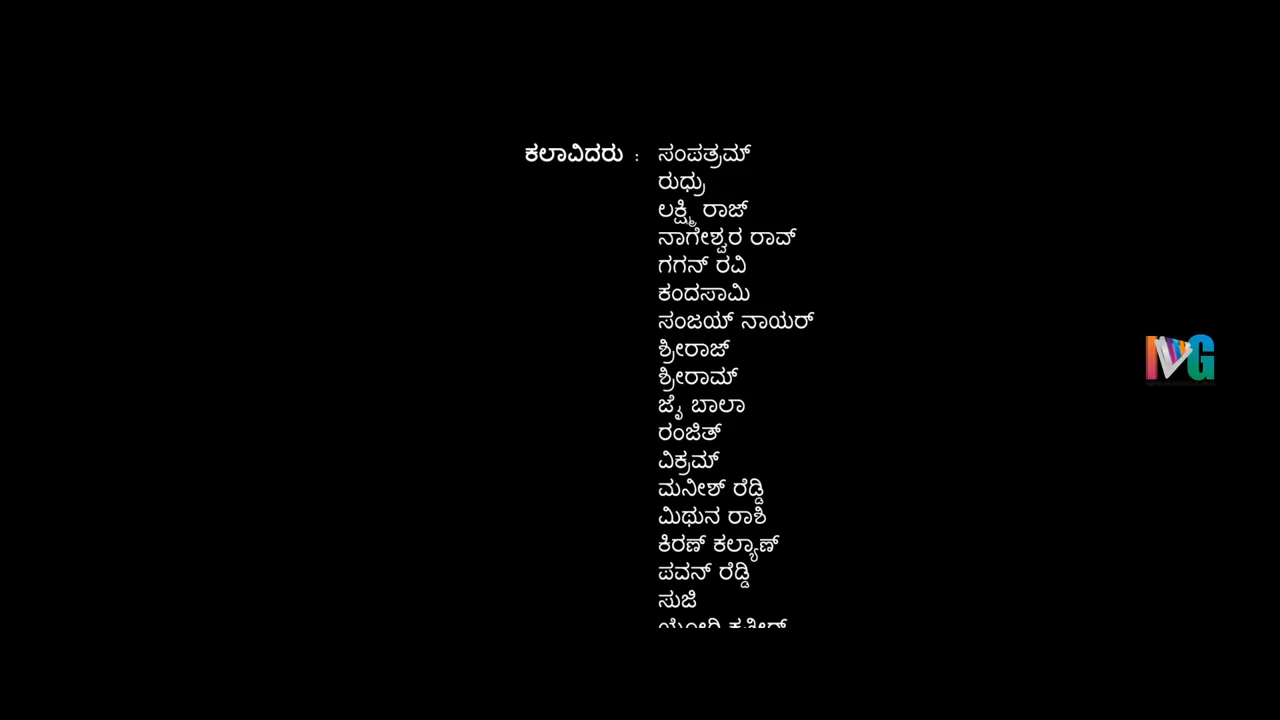 ಕಲಾವಿದರು : ಸಂಪತ್ರಮ್
ರುಧ್ರು
ಲಕ್ಷ್ಮಿ ರಾಜ್
ನಾಗೇಶ್ವರ ರಾವ್
ಗಗನ್ ರವಿ
ಕಂದಸಾಮಿ
ಸಂಜಯ್ ನಾಯರ್
ಶ್ರೀರಾಜ್
ಶ್ರೀರಾಮ್
ಜೈ ಬಾಲಾ
ರಂಜಿತ್
ವಿಕ್ರಮ್
ಮನೀಶ್ ರೆಡ್ಡಿ
ಮಿಥುನ ರಾಶಿ
ಕಿರಣ್ ಕಲ್ಯಾಣ್
ಪವನ್ ರೆಡ್ಡಿ
ಸುಜಿ